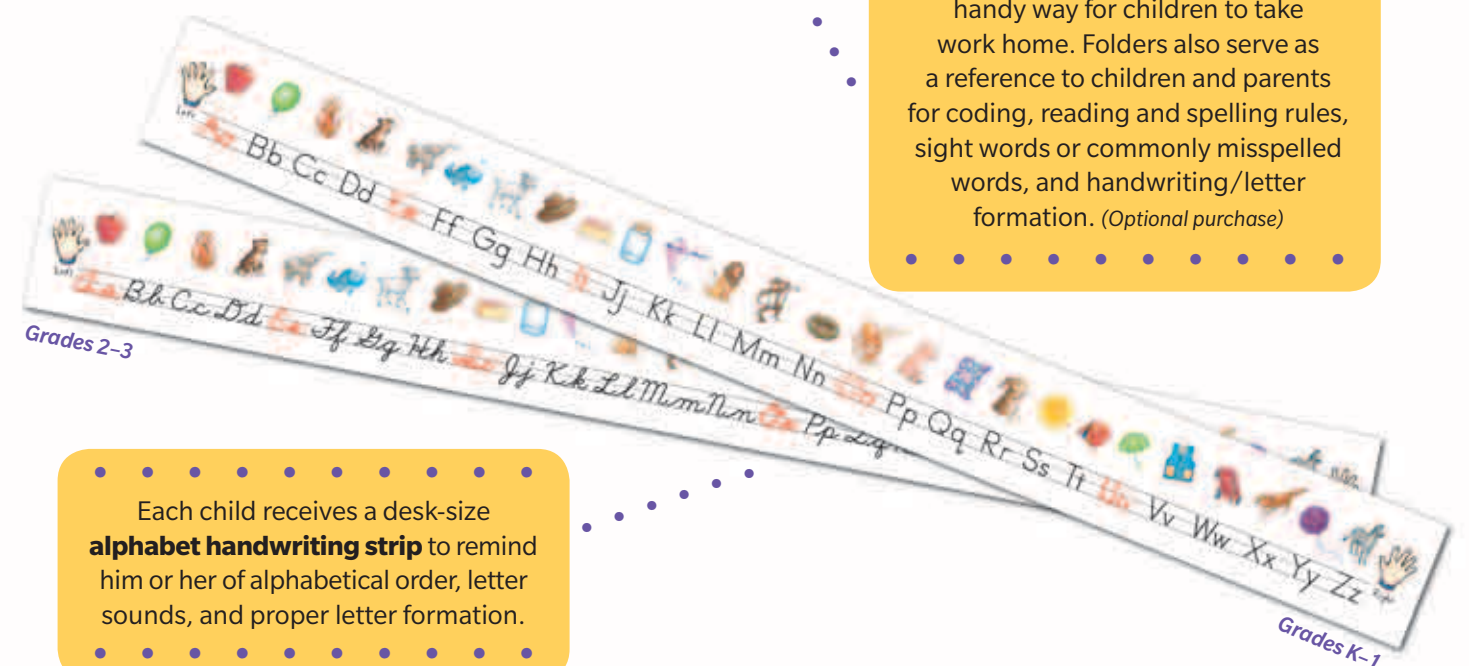 handy way for children to take
work home. Folders also serve as
a reference to children and parents
for coding, reading and spelling rules,
sight words or commonly misspelled
words, and handwriting/letter
formation. (Optional purchase)
Left
Aa Bb Cc Dd Ee Ff Gg Hh Ii Jj Kk Ll Mm Nn Oo Pp Qq Rr Ss Tt Uu Vv Ww Xx Yy Zz
Grades K–1
Left
Aa Bb Cc Dd Ee Ff Gg Hh Ii Jj Kk Ll Mm Nn Oo Pp Qq
Grades 2–3
Each child receives a desk-size
alphabet handwriting strip to remind
him or her of alphabetical order, letter
sounds, and proper letter formation.